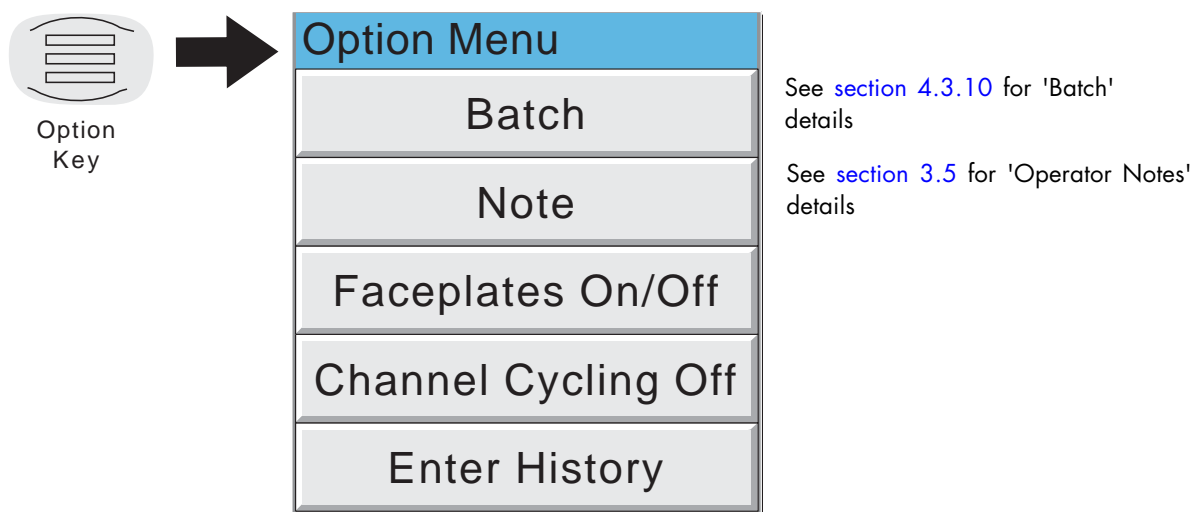 Option
Key
Option Menu
Batch
Note
Faceplates On/Off
Channel Cycling Off
Enter History
See section 4.3.10 for 'Batch'
details
See section 3.5 for 'Operator Notes'
details